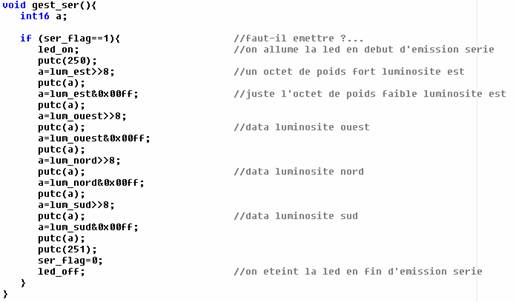 void gest_ser(){
int16 a;
if (ser_flag==1){ //faut-il emettre ?...
led_on; //on allume la led en debut d'emission serie
putc(250);
a=lum_est>>8; //un octet de poids fort luminosite est
putc(a);
a=lum_est&0x00ff; //juste l'octet de poids faible luminosite est
putc(a);
a=lum_ouest>>8;
putc(a); //data luminosite ouest
a=lum_ouest&0x00ff;
putc(a);
a=lum_nord>>8;
putc(a); //data luminosite nord
a=lum_nord&0x00ff;
putc(a);
a=lum_sud>>8;
putc(a); //data luminosite sud
a=lum_sud&0x00ff;
putc(a);
putc(251);
ser_flag=0;
led_off; //on eteint la led en fin d'emission serie
}
}